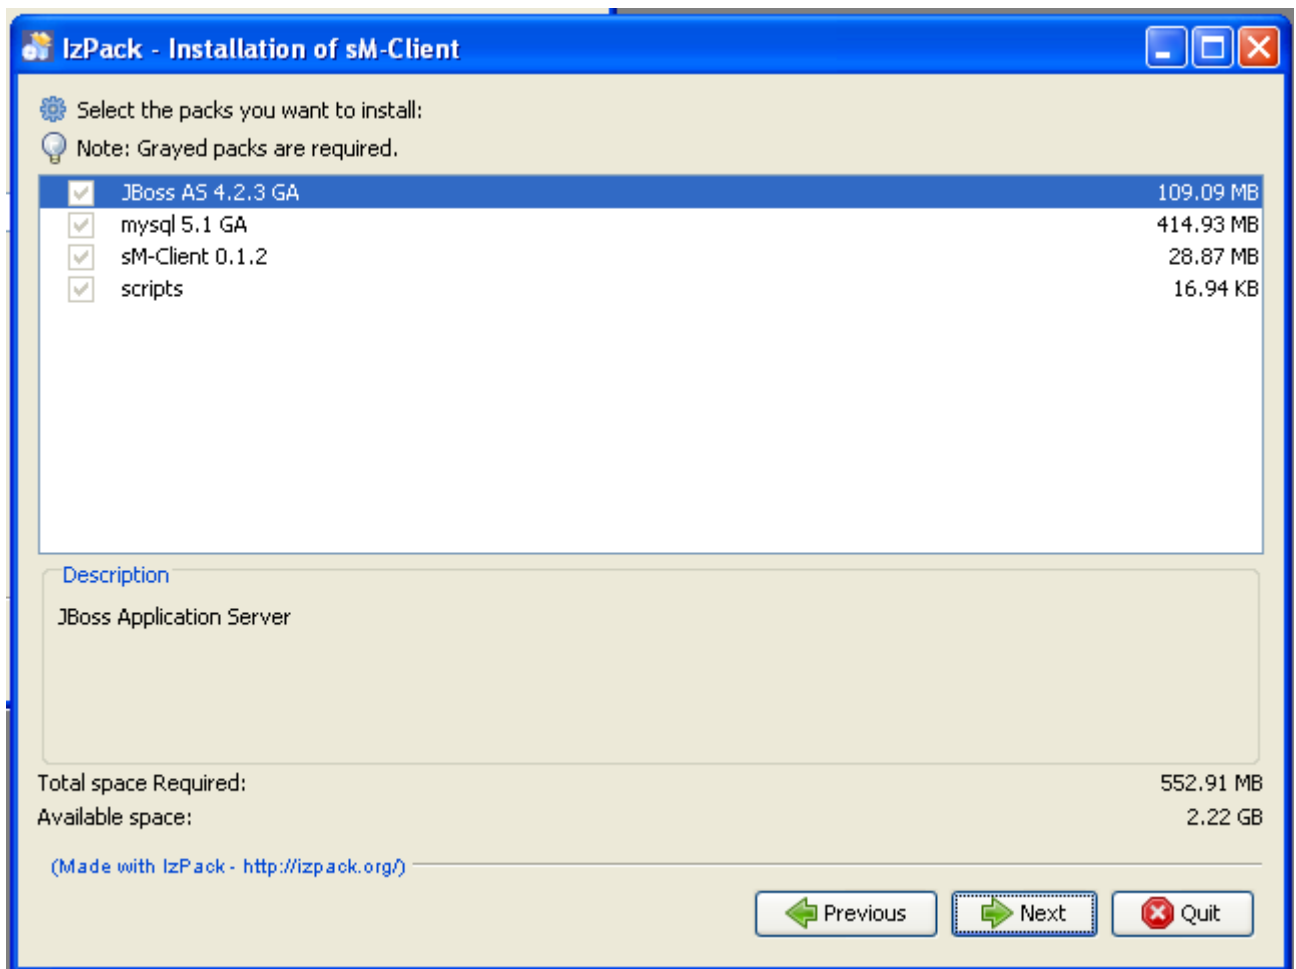 IzPack - Installation of sM-Client
Select the packs you want to install:
Note: Grayed packs are required.
JBoss AS 4.2.3 GA 109.09 MB
mysql 5.1 GA 414.93 MB
sM-Client 0.1.2 28.87 MB
scripts 16.94 KB
Description
JBoss Application Server
Total space Required: 552.91 MB
Available space: 2.22 GB
(Made with IzPack - http://izpack.org/)
Previous Next Quit